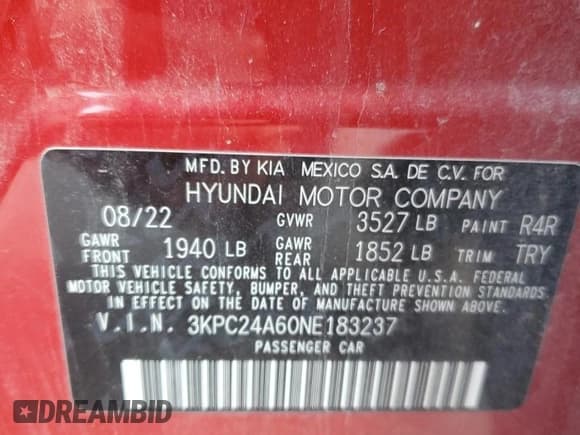 MFD. BY KIA MEXICO S.A. DE C.V. FOR
HYUNDAI MOTOR COMPANY
08/22 GVWR 3527 LB PAINT R4R
GAWR FRONT 1940 LB GAWR REAR 1852 LB TRIM TRY
THIS VEHICLE CONFORMS TO ALL APPLICABLE U.S.A. FEDERAL
MOTOR VEHICLE SAFETY, BUMPER, AND THEFT PREVENTION STANDARDS
IN EFFECT ON THE DATE OF MANUFACTURE SHOWN ABOVE.
V.I.N. 3KPC24A60NE183237
PASSENGER CAR
DREAMBID